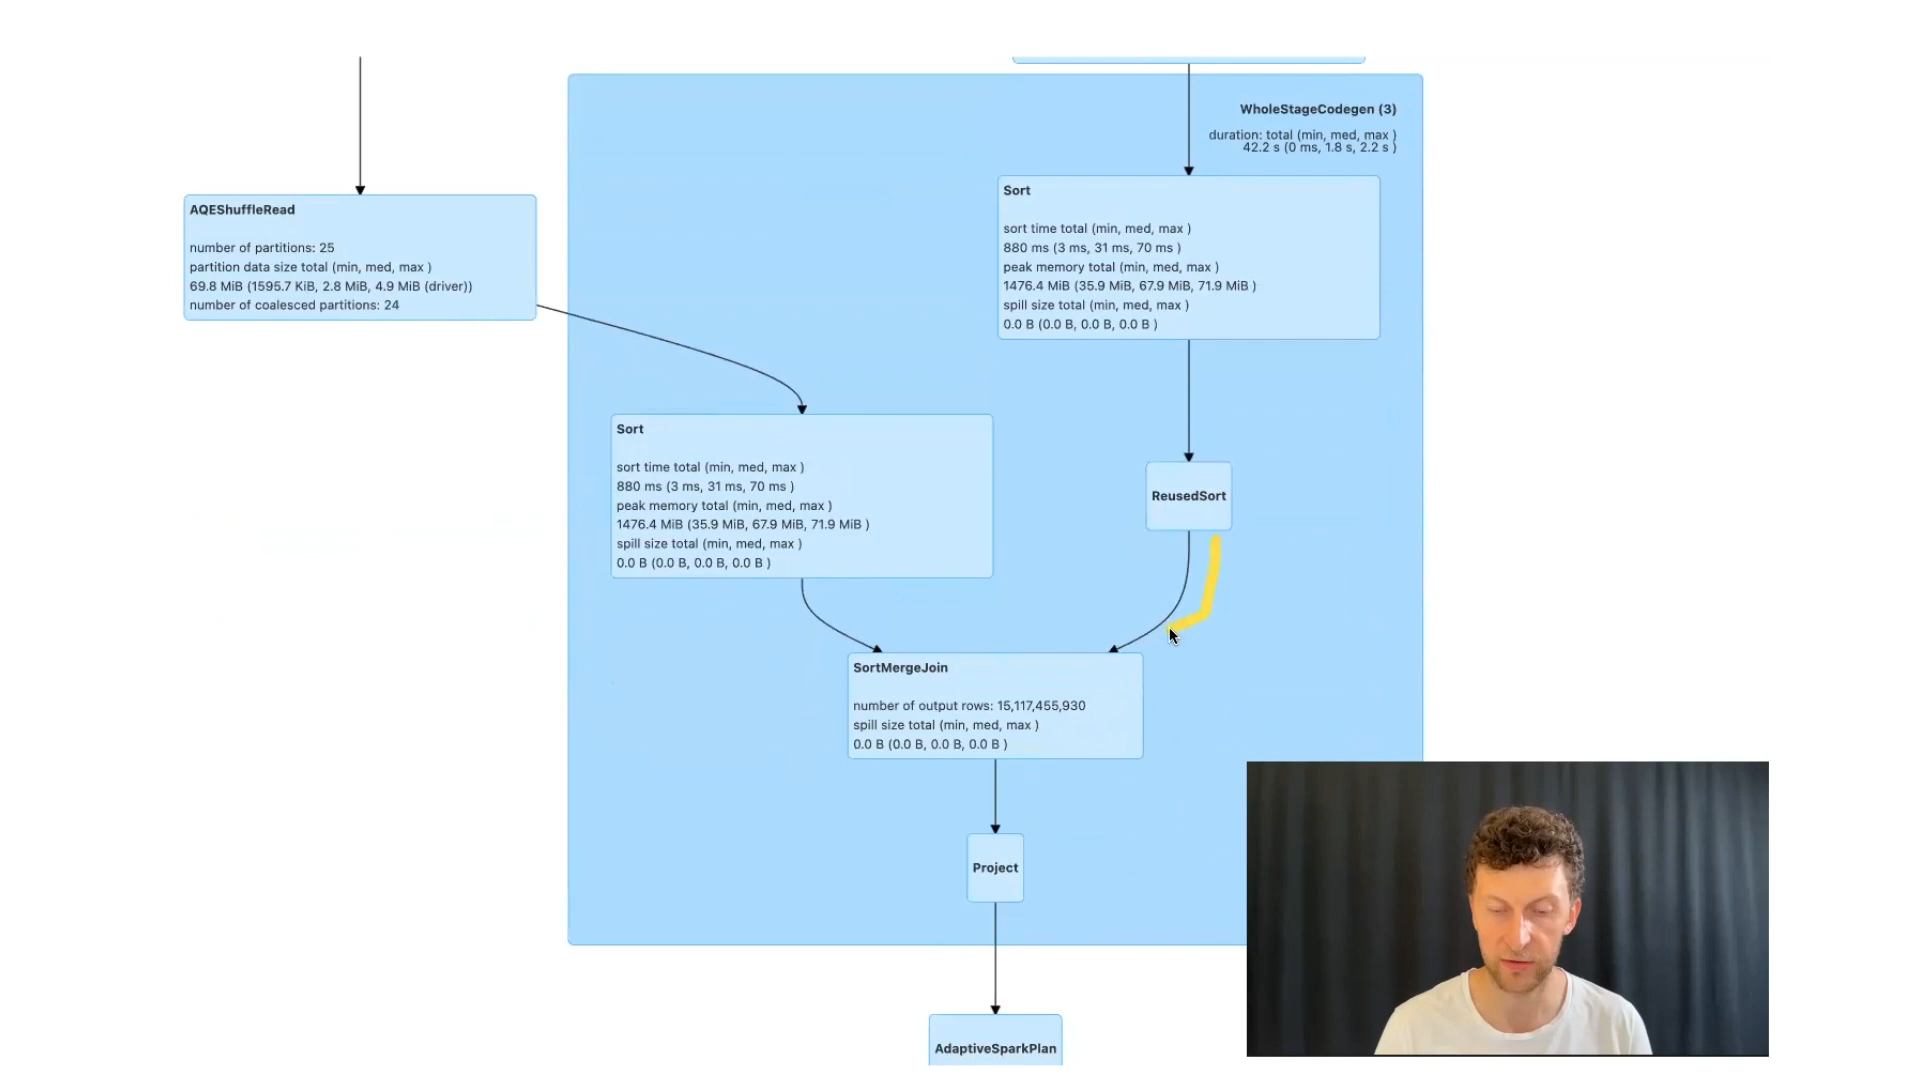 WholeStageCodegen (3)
duration: total (min, med, max )
42.2 s (0 ms, 1.8 s, 2.2 s )
AQEShuffleRead
number of partitions: 25
partition data size total (min, med, max )
69.8 MiB (1595.7 KiB, 2.8 MiB, 4.9 MiB (driver))
number of coalesced partitions: 24
Sort
sort time total (min, med, max )
880 ms (3 ms, 31 ms, 70 ms )
peak memory total (min, med, max )
1476.4 MiB (35.9 MiB, 67.9 MiB, 71.9 MiB )
spill size total (min, med, max )
0.0 B (0.0 B, 0.0 B, 0.0 B )
Sort
sort time total (min, med, max )
880 ms (3 ms, 31 ms, 70 ms )
peak memory total (min, med, max )
1476.4 MiB (35.9 MiB, 67.9 MiB, 71.9 MiB )
spill size total (min, med, max )
0.0 B (0.0 B, 0.0 B, 0.0 B )
ReusedSort
SortMergeJoin
number of output rows: 15,117,455,930
spill size total (min, med, max )
0.0 B (0.0 B, 0.0 B, 0.0 B )
Project
AdaptiveSparkPlan